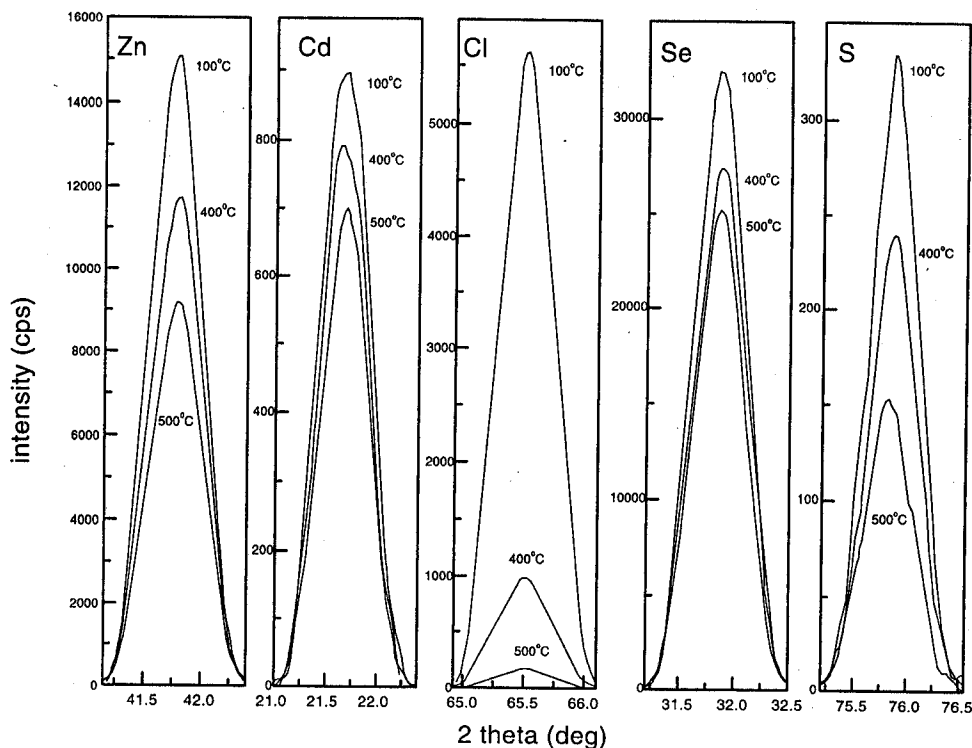 Zn
16000
14000
12000
10000
8000
6000
4000
2000
0
100°C
400°C
500°C
41.5 42.0
Cd
800
600
400
200
0
100°C
400°C
500°C
21.0 21.5 22.0
Cl
5000
4000
3000
2000
1000
0
100°C
400°C
500°C
65.0 65.5 66.0
Se
30000
20000
10000
0
100°C
400°C
500°C
31.5 32.0 32.5
S
300
200
100
0
100°C
400°C
500°C
75.5 76.0 76.5
intensity (cps)
2 theta (deg)